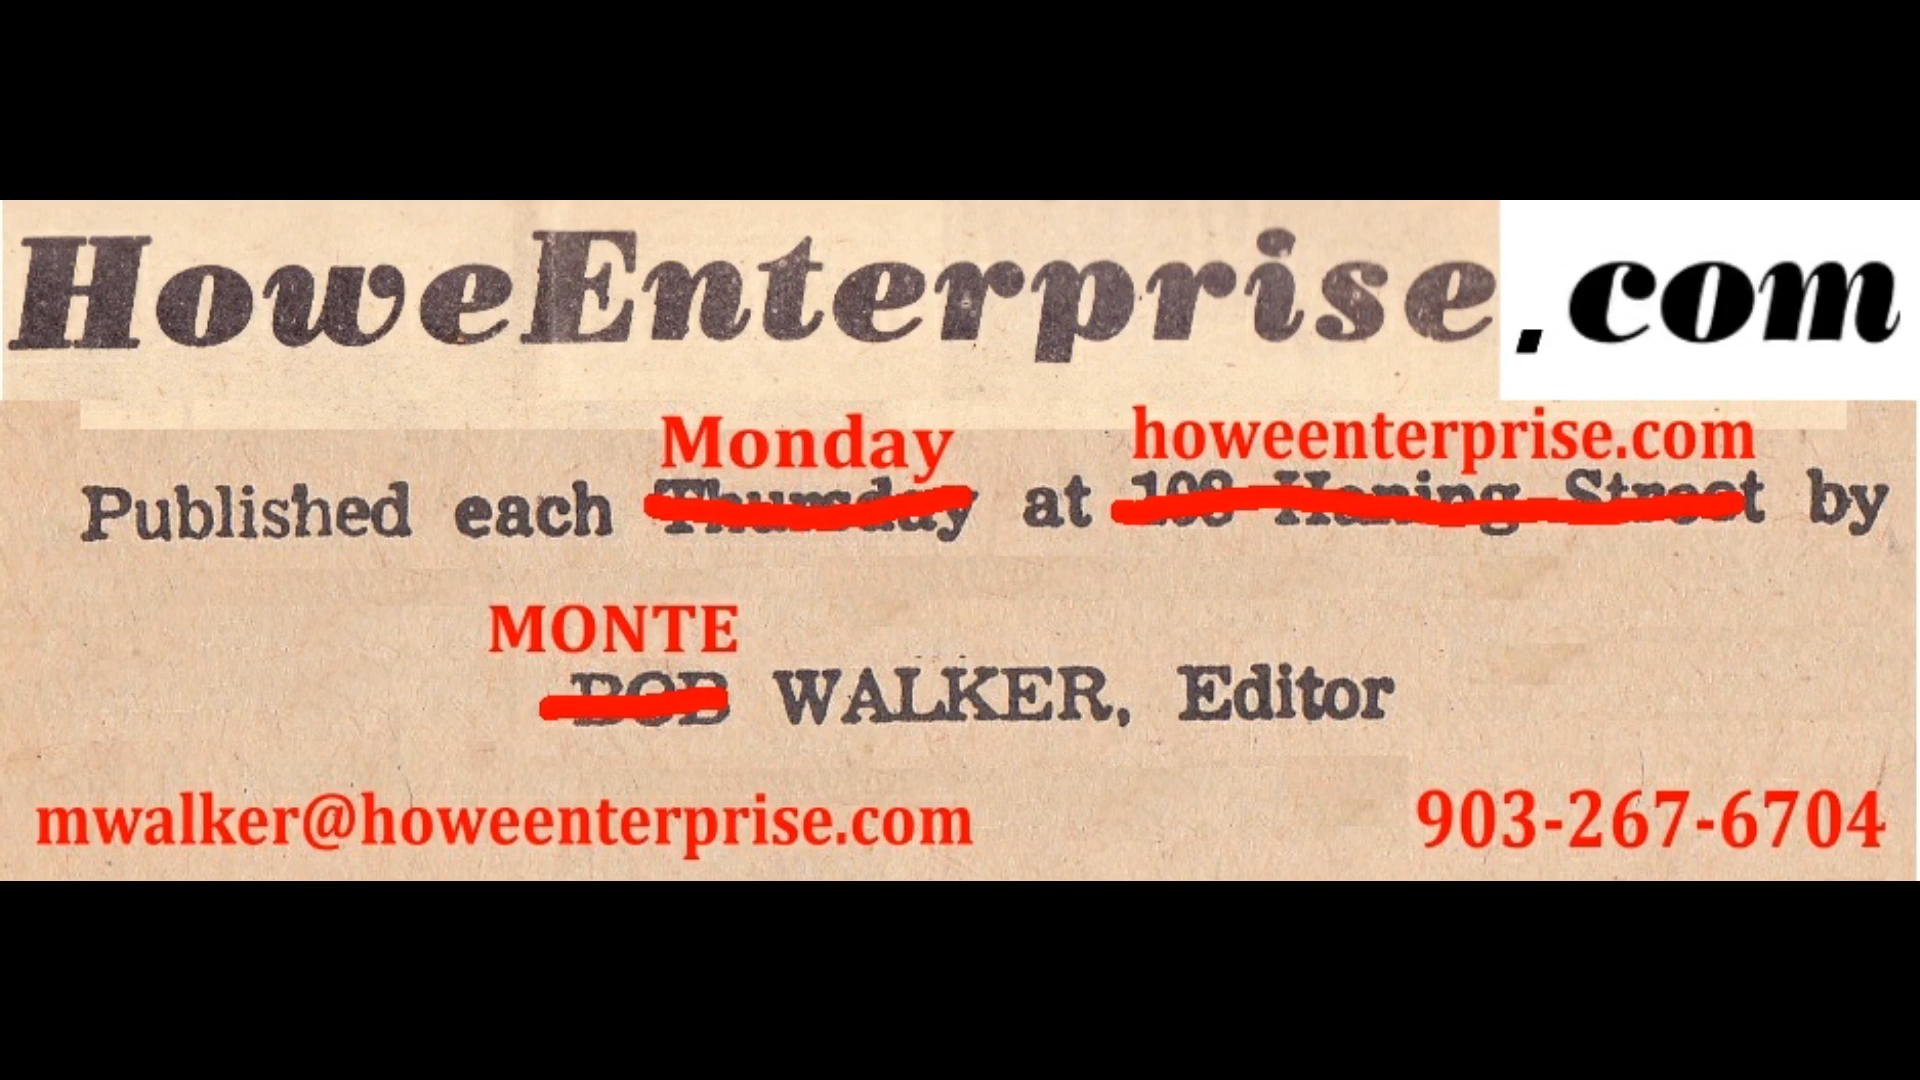 HoweEnterprise.com
Monday howeenterprise.com
Published each Thursday at 108 Haning Street by
MONTE
BOB WALKER, Editor
mwalker@howeenterprise.com 903-267-6704